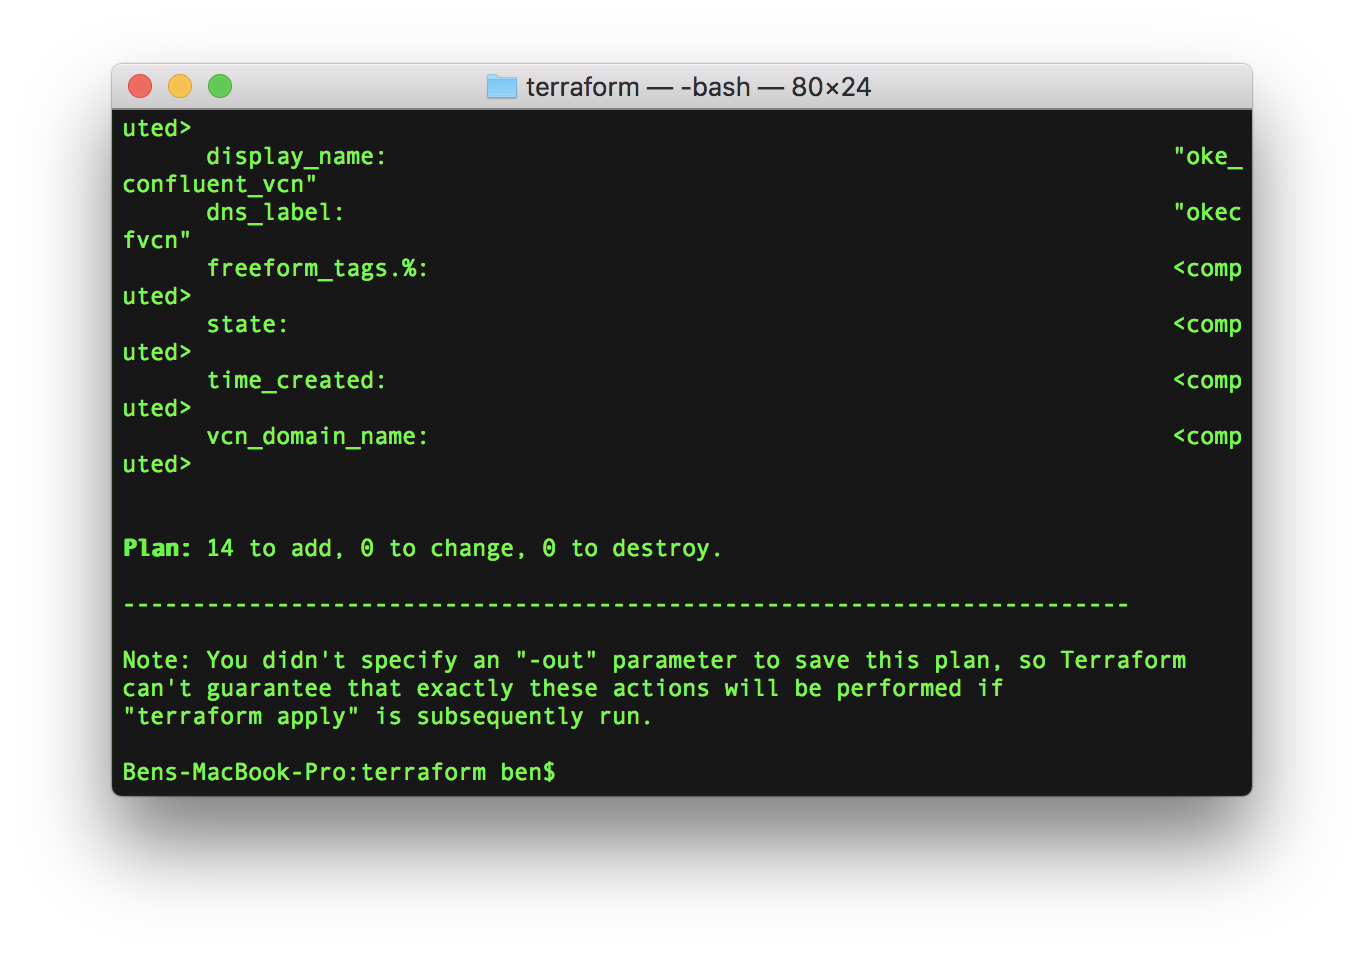 terraform — -bash — 80×24
uted>
display_name: "oke_
confluent_vcn"
dns_label: "okec
fvcn"
freeform_tags.%: <comp
uted>
state: <comp
uted>
time_created: <comp
uted>
vcn_domain_name: <comp
uted>
Plan: 14 to add, 0 to change, 0 to destroy.
------------------------------------------------------------------------
Note: You didn't specify an "-out" parameter to save this plan, so Terraform
can't guarantee that exactly these actions will be performed if
"terraform apply" is subsequently run.
Bens-MacBook-Pro:terraform ben$